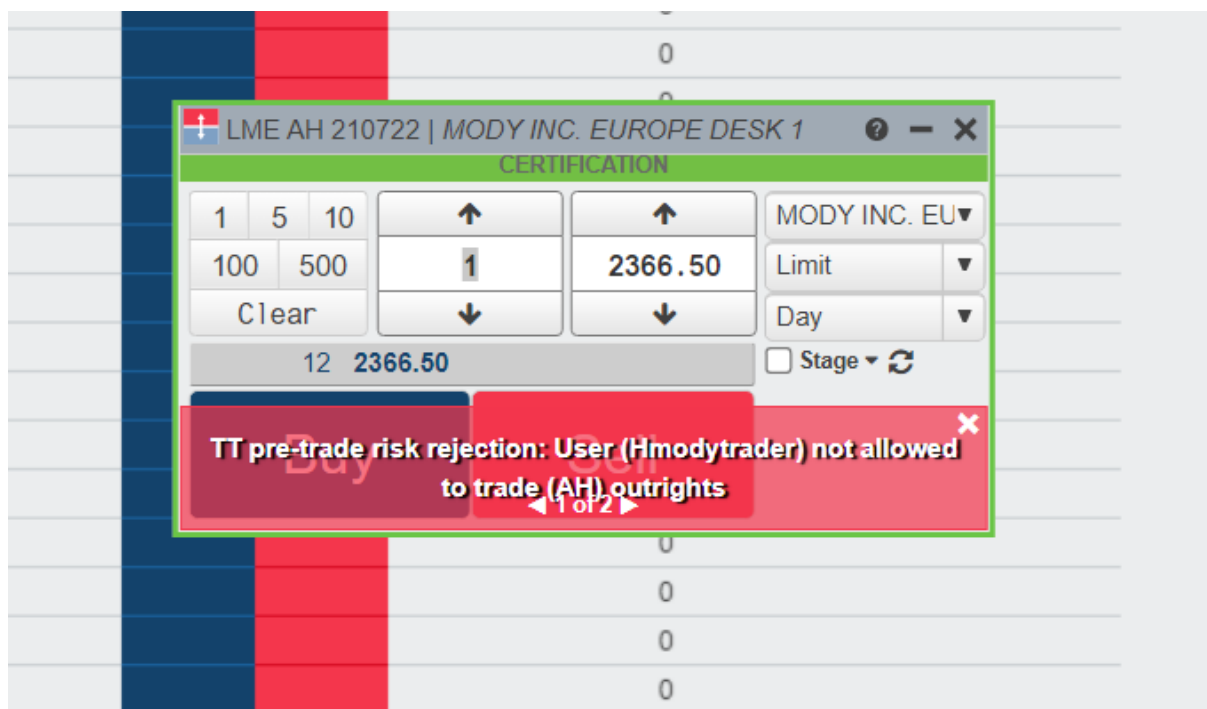 0
LME AH 210722 | MODY INC. EUROPE DESK 1
CERTIFICATION
1 5 10
100 500
Clear
1
2366.50
MODY INC. EU
Limit
Day
12 2366.50
Stage
Buy
Sell
TT pre-trade risk rejection: User (Hmodytrader) not allowed
to trade (AH) outrights
1 of 2
0
0
0
0